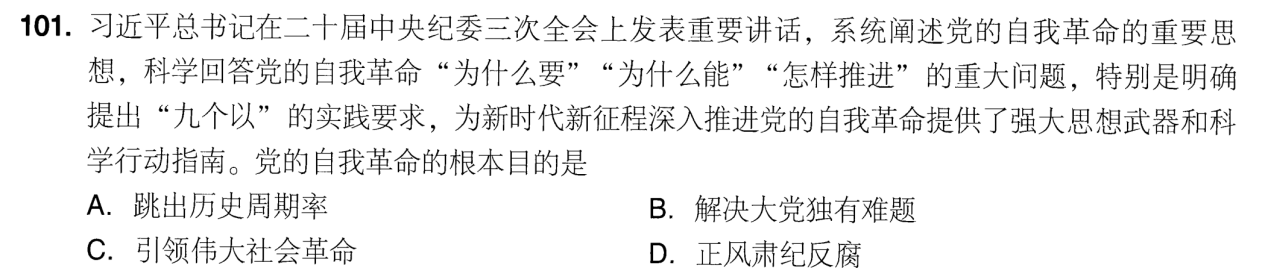 101. 习近平总书记在二十届中央纪委三次全会上发表重要讲话，系统阐述党的自我革命的重要思
想，科学回答党的自我革命“为什么要”“为什么能”“怎样推进”的重大问题，特别是明确
提出“九个以”的实践要求，为新时代新征程深入推进党的自我革命提供了强大思想武器和科
学行动指南。党的自我革命的根本目的是
A. 跳出历史周期率 B. 解决大党独有难题
C. 引领伟大社会革命 D. 正风肃纪反腐